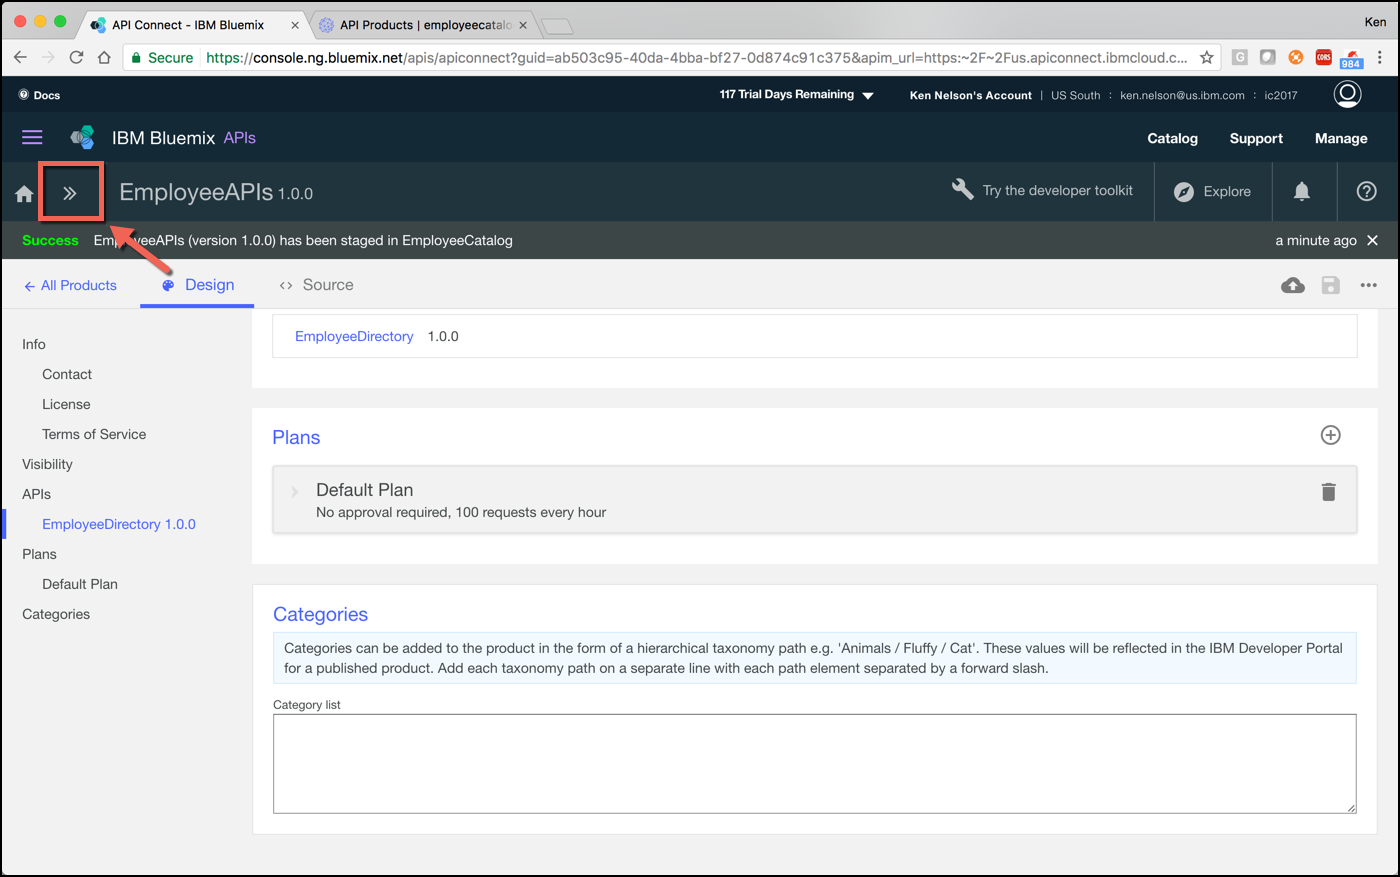 API Connect - IBM Bluemix
API Products | employeecatalo
Ken
Secure https://console.ng.bluemix.net/apis/apiconnect?guid=ab503c95-40da-4bba-bf27-0d874c91c375&apim_url=https:~2F~2Fus.apiconnect.ibmcloud.c...
G
CORS
984
Docs
117 Trial Days Remaining
Ken Nelson's Account | US South : ken.nelson@us.ibm.com : ic2017
IBM Bluemix APIs
Catalog Support Manage
EmployeeAPIs 1.0.0
Try the developer toolkit
Explore
Success EmployeeAPIs (version 1.0.0) has been staged in EmployeeCatalog
a minute ago
All Products
Design
Source
Info
Contact
License
Terms of Service
Visibility
APIs
EmployeeDirectory 1.0.0
Plans
Default Plan
Categories
EmployeeDirectory 1.0.0
Plans
Default Plan
No approval required, 100 requests every hour
Categories
Categories can be added to the product in the form of a hierarchical taxonomy path e.g. 'Animals / Fluffy / Cat'. These values will be reflected in the IBM Developer Portal
for a published product. Add each taxonomy path on a separate line with each path element separated by a forward slash.
Category list